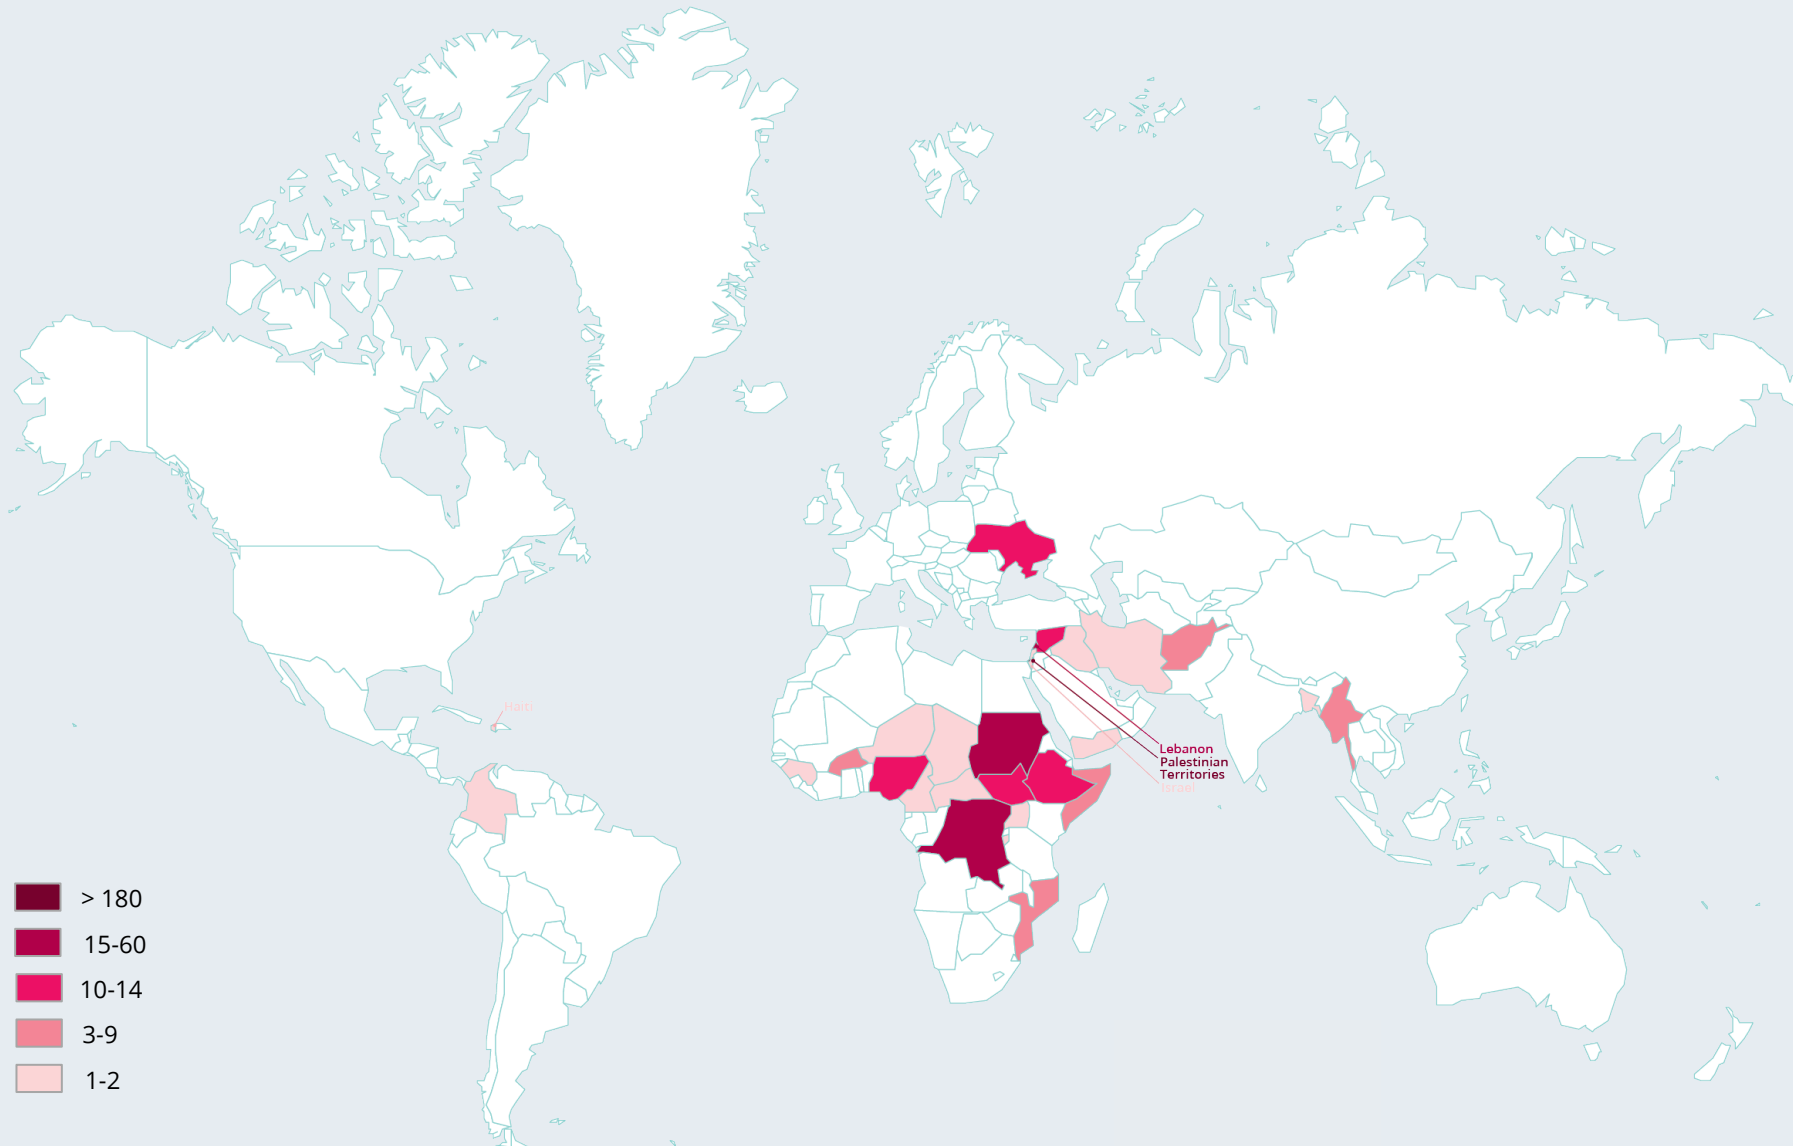 Haiti
Lebanon
Palestinian
Territories
Israel
> 180
15-60
10-14
3-9
1-2